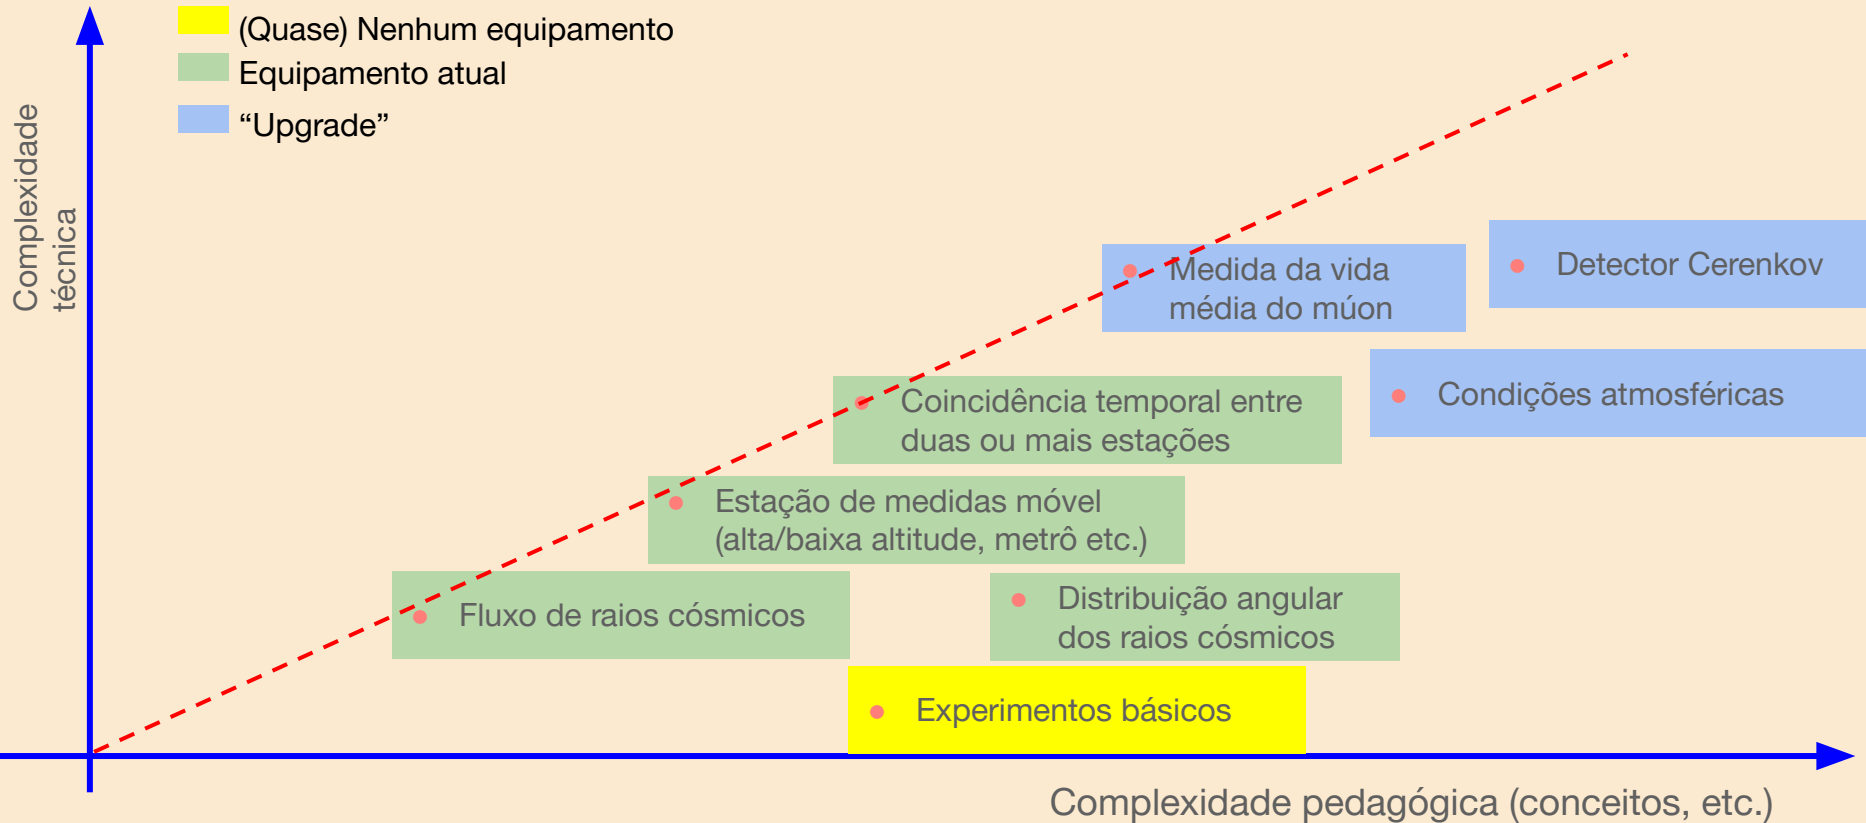 (Quase) Nenhum equipamento
Equipamento atual
“Upgrade”
Complexidade
técnica
Medida da vida
média do múon
Detector Cerenkov
Condições atmosféricas
Coincidência temporal entre
duas ou mais estações
Estação de medidas móvel
(alta/baixa altitude, metrô etc.)
Fluxo de raios cósmicos
Distribuição angular
dos raios cósmicos
Experimentos básicos
Complexidade pedagógica (conceitos, etc.)